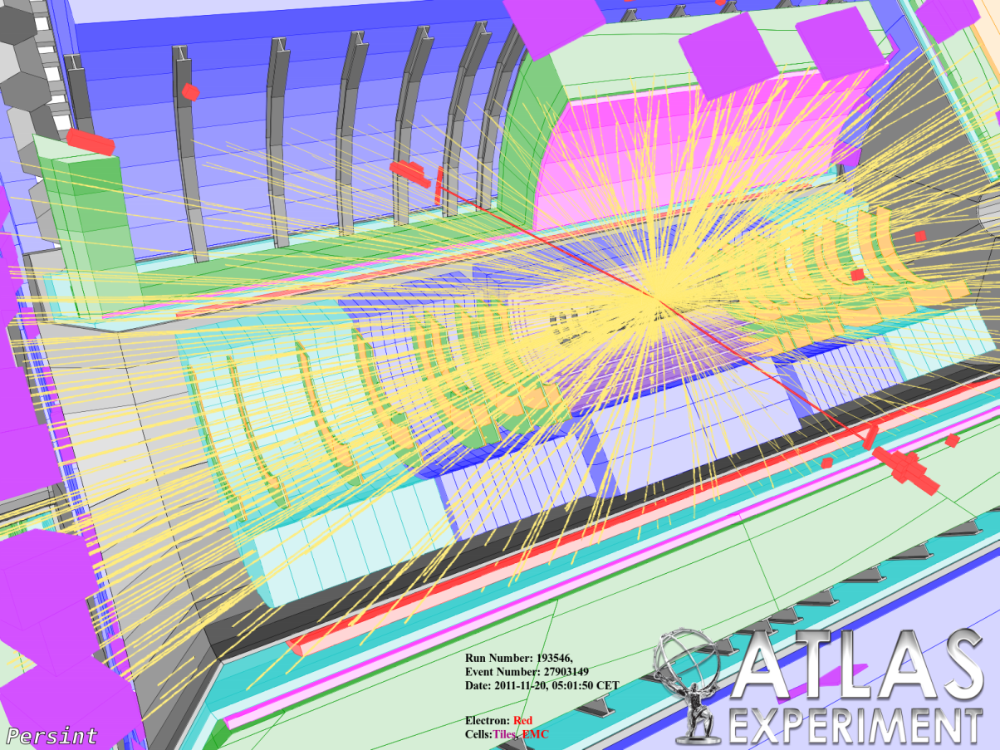 Run Number: 193546,
Event Number: 27903149
Date: 2011-11-20, 05:01:50 CET
Electron: Red
Cells:Tiles, EMC
ATLAS
EXPERIMENT
Persint